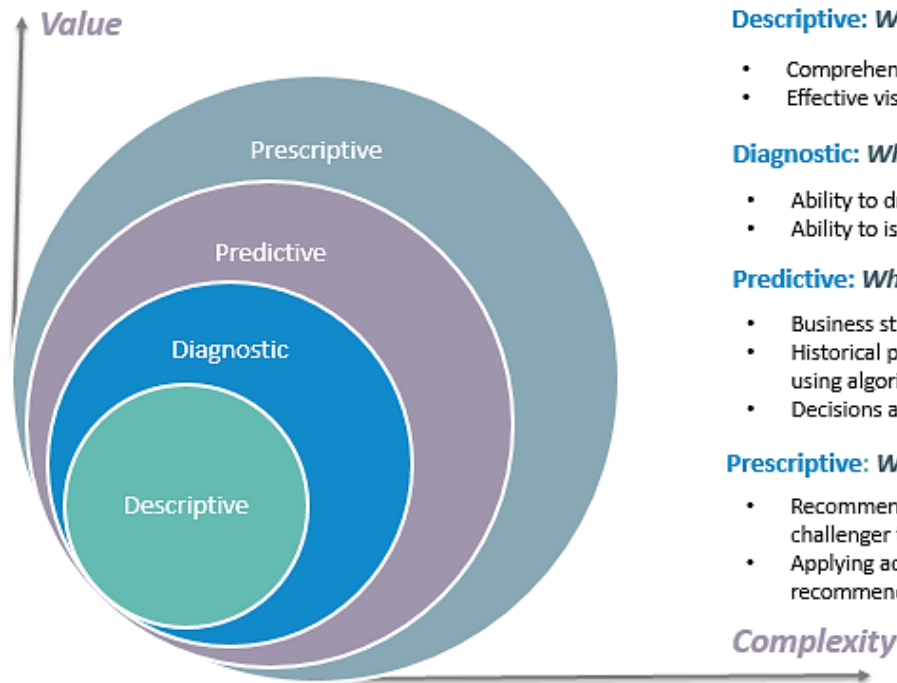 Value
Prescriptive
Predictive
Diagnostic
Descriptive
Descriptive:
Comprehen
Effective vis
Diagnostic: Wh
Ability to d
Ability to is
Predictive: Wh
Business st
Historical p
using algori
Decisions a
Prescriptive:
Recommen
challenger
Applying a
recommen
Complexity